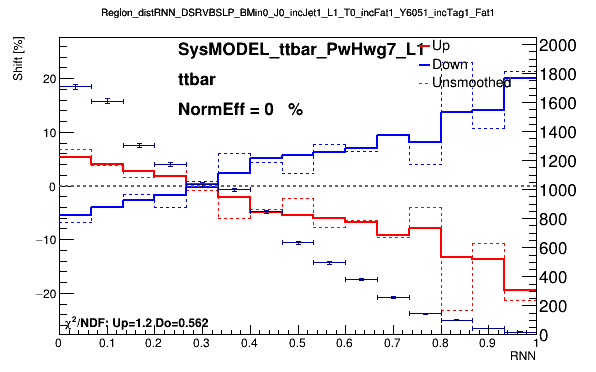 Region_distRNN_DSRVBSLP_BMin0_J0_incJet1_L1_T0_incFat1_Y6051_incTag1_Fat1
Shift [%]
SysMODEL_ttbar_PwHwg7_L1
ttbar
NormEff = 0 %
Up
Down
Unsmoothed
20
10
0
−10
−20
2000
1800
1600
1400
1200
1000
800
600
400
200
0
χ²/NDF: Up=1.2 Do=0.562
0 0.1 0.2 0.3 0.4 0.5 0.6 0.7 0.8 0.9 1
RNN